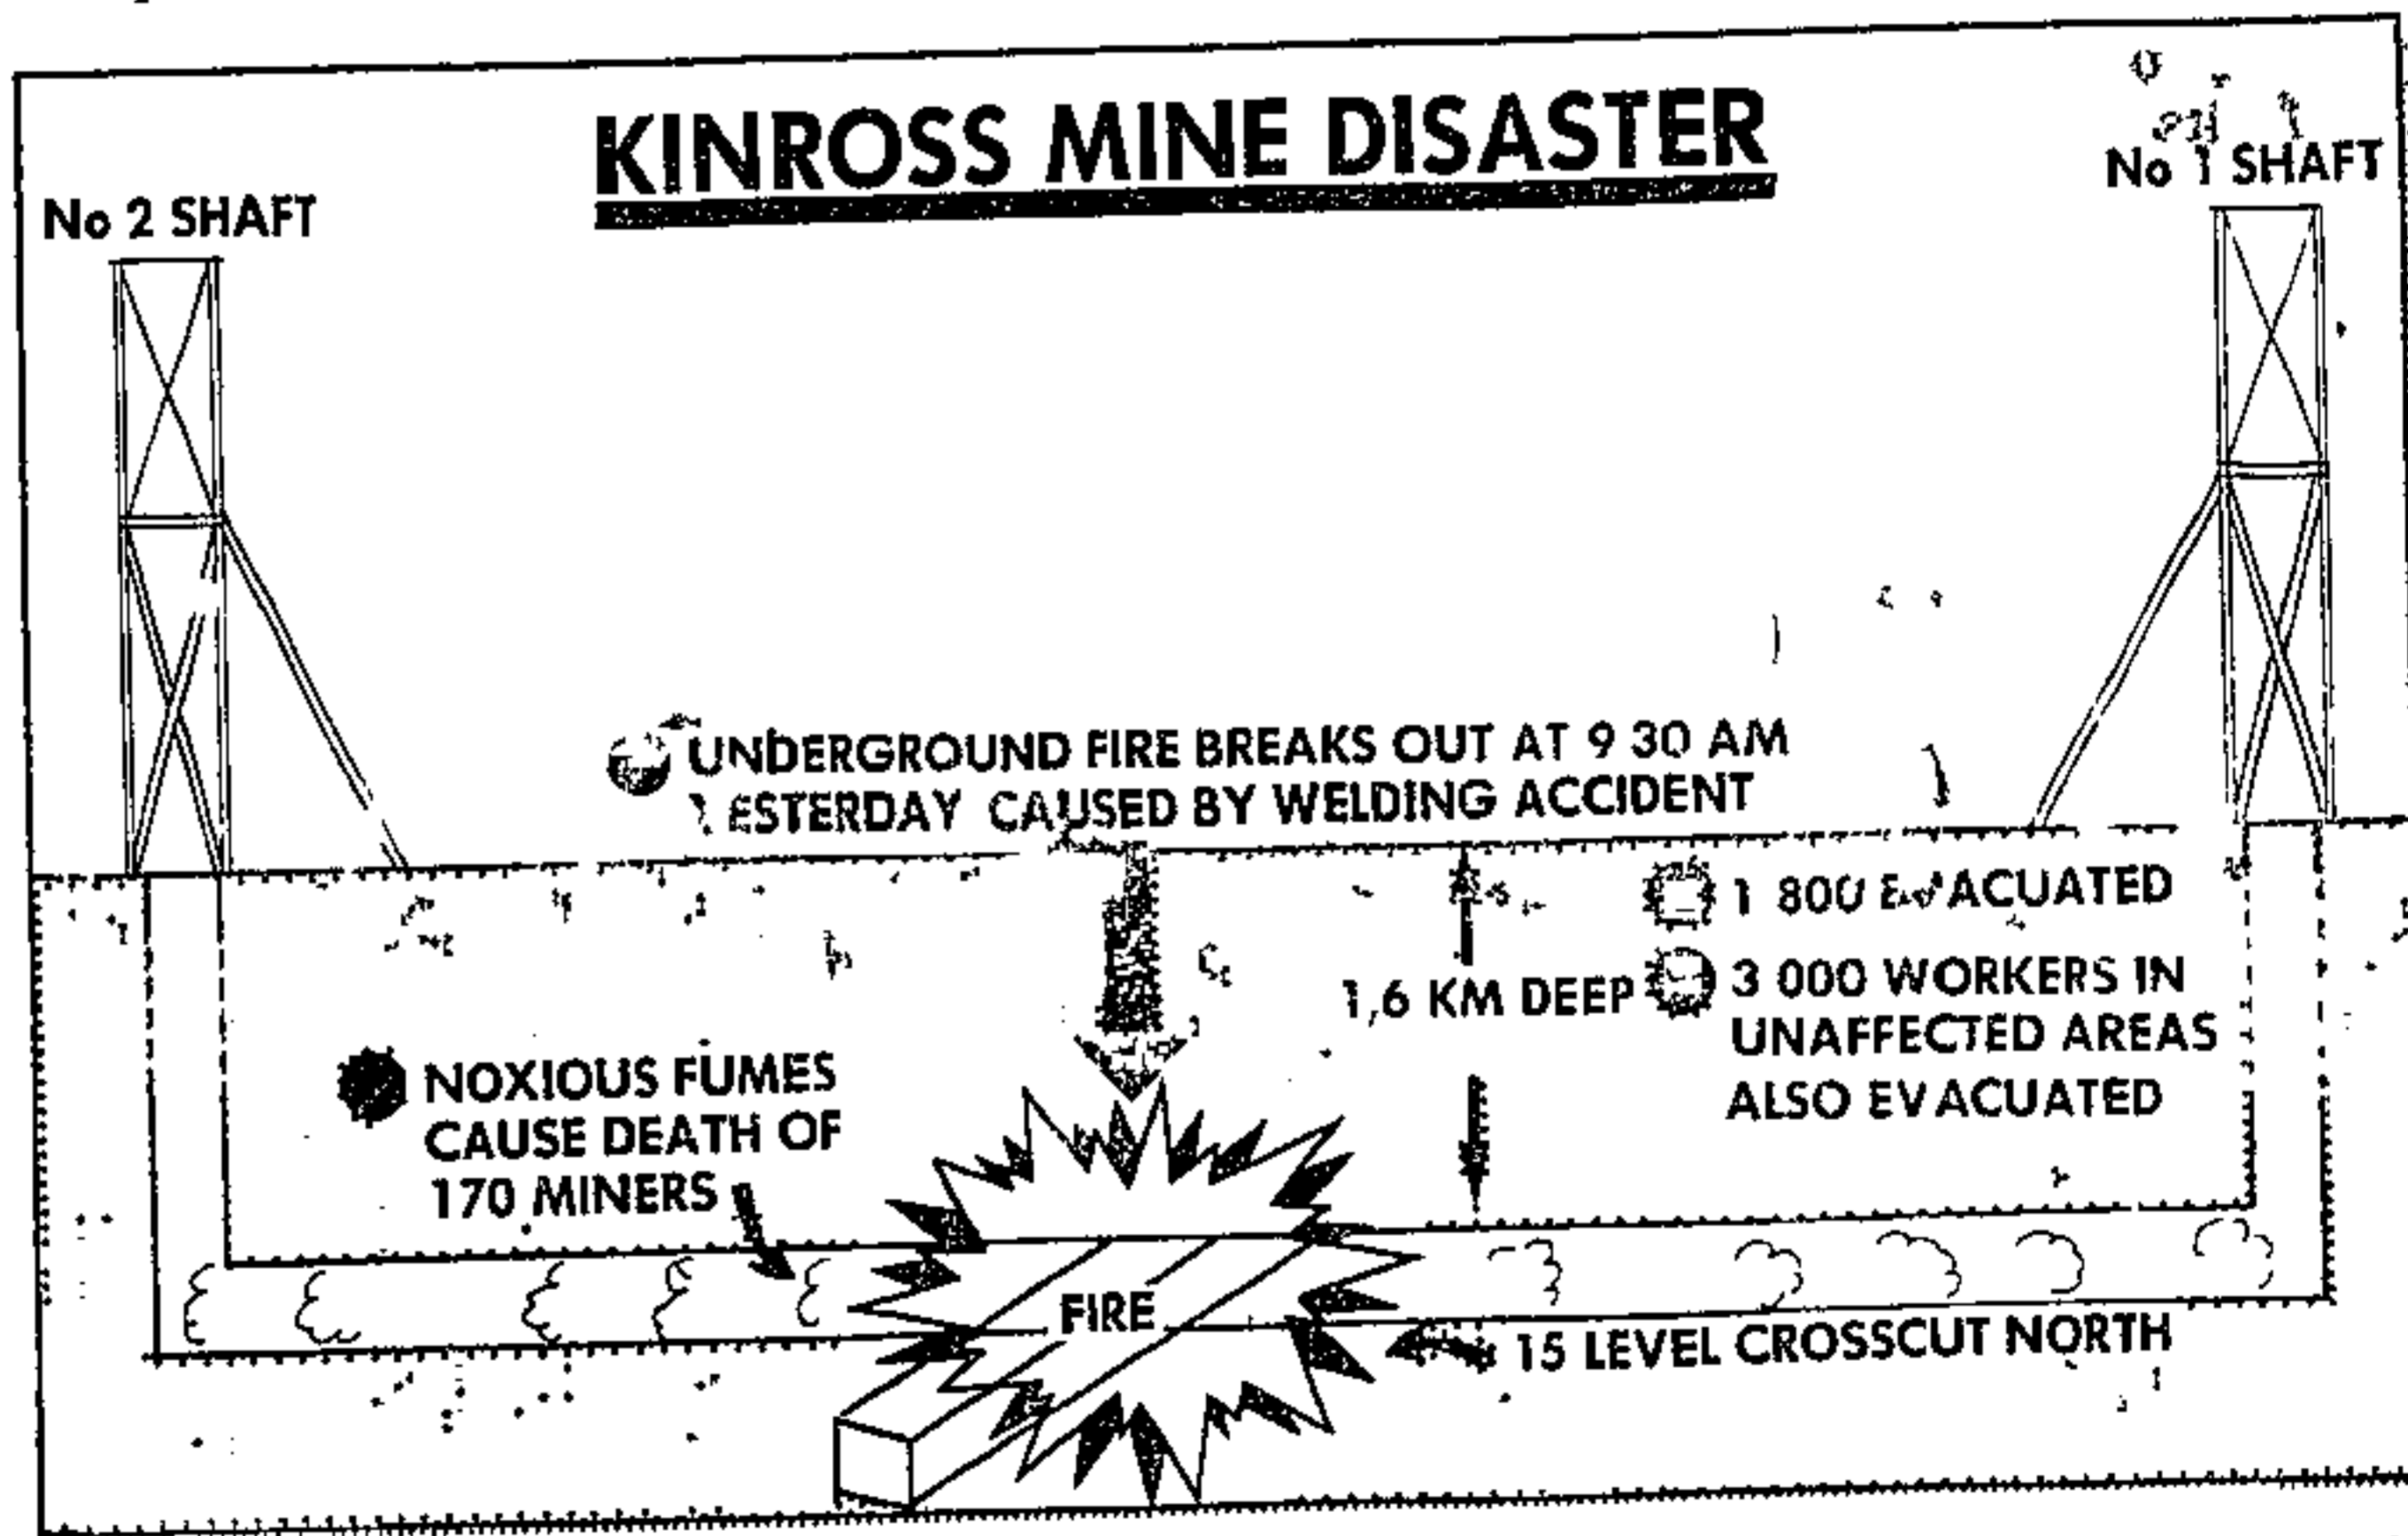 KINROSS MINE DISASTER
No 2 SHAFT
No 1 SHAFT
UNDERGROUND FIRE BREAKS OUT AT 9 30 AM
YESTERDAY CAUSED BY WELDING ACCIDENT
1 800 EVACUATED
1,6 KM DEEP
3 000 WORKERS IN
UNAFFECTED AREAS
ALSO EVACUATED
NOXIOUS FUMES
CAUSE DEATH OF
170 MINERS
FIRE
15 LEVEL CROSSCUT NORTH